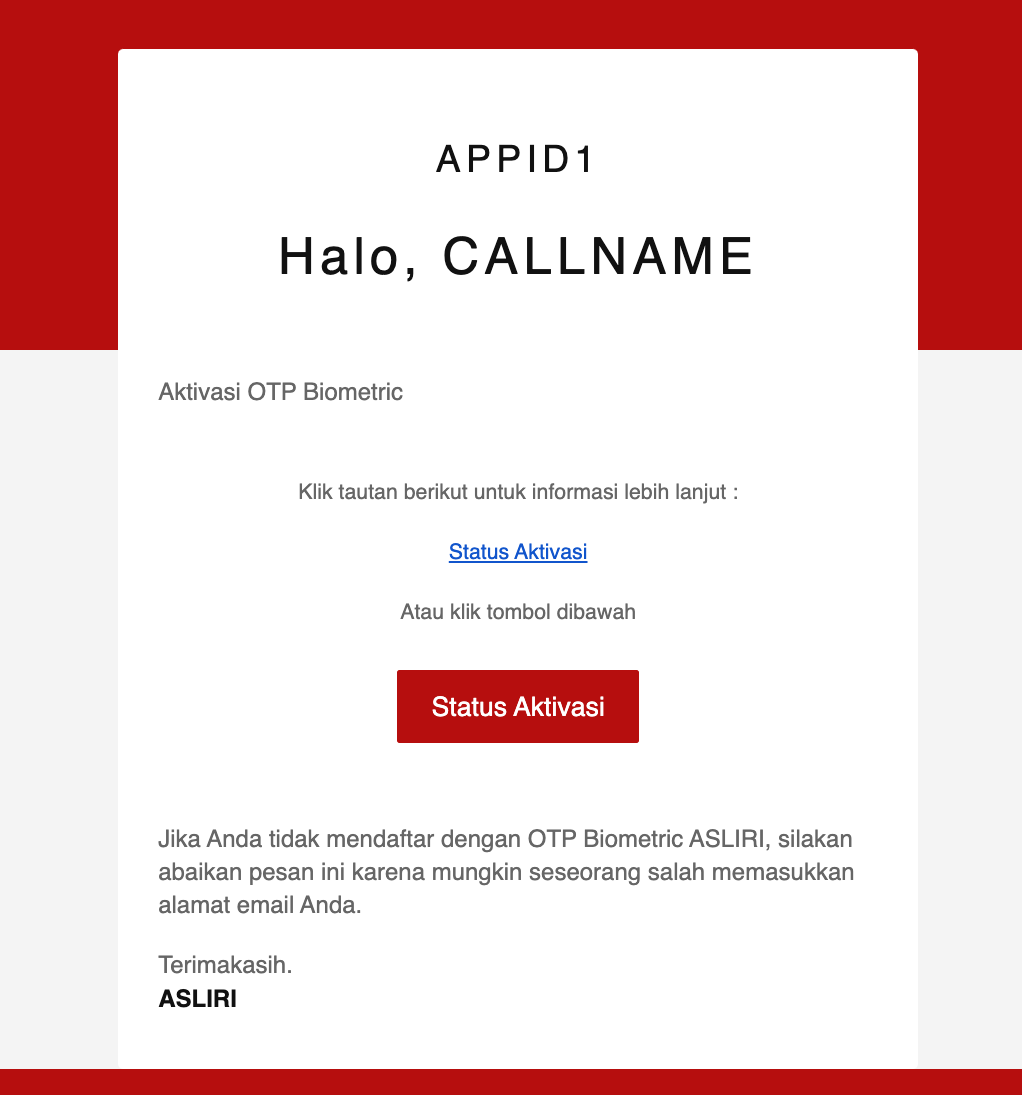 APPID1
Halo, CALLNAME
Aktivasi OTP Biometric
Klik tautan berikut untuk informasi lebih lanjut :
Status Aktivasi
Atau klik tombol dibawah
Status Aktivasi
Jika Anda tidak mendaftar dengan OTP Biometric ASLIRI, silakan
abaikan pesan ini karena mungkin seseorang salah memasukkan
alamat email Anda.
Terimakasih.
ASLIRI